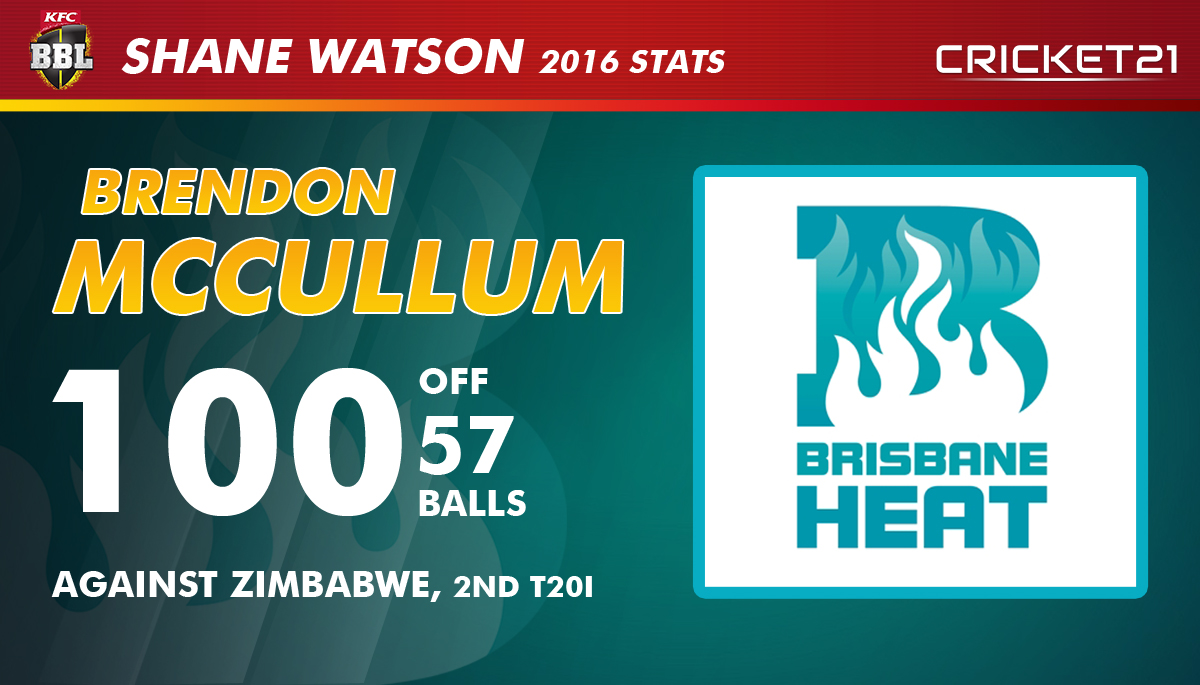 KFC
BBL
SHANE WATSON 2016 STATS
CRICKET21
BRENDON
MCCULLUM
100
OFF
57
BALLS
AGAINST ZIMBABWE, 2ND T20I
B
BRISBANE
HEAT